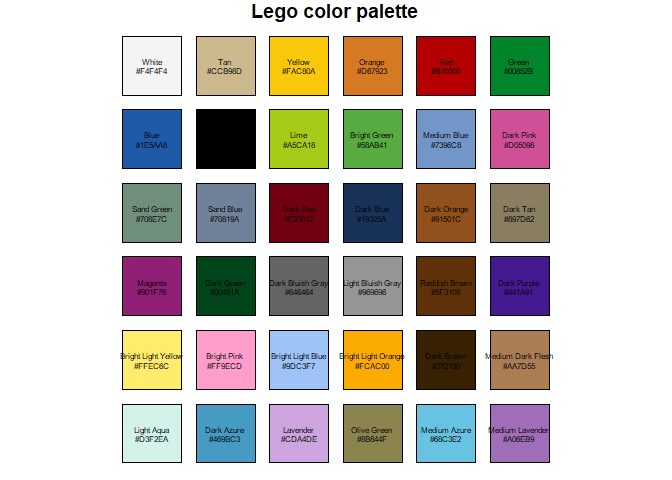 Lego color palette
White
#F4F4F4
Tan
#CCB98D
Yellow
#FAC80A
Orange
#D67923
Red
#B40000
Green
#00852B
Blue
#1E5AA8
Lime
#A5CA18
Bright Green
#58AB41
Medium Blue
#7396C8
Dark Pink
#D05098
Sand Green
#708E7C
Sand Blue
#70819A
Dark Red
#720012
Dark Blue
#19325A
Dark Orange
#91501C
Dark Tan
#897D62
Magenta
#901F76
Dark Green
#00451A
Dark Bluish Gray
#646464
Light Bluish Gray
#969696
Reddish Brown
#5F3109
Dark Purple
#441A91
Bright Light Yellow
#FFEC6C
Bright Pink
#FF9ECD
Bright Light Blue
#9DC3F7
Bright Light Orange
#FCAC00
Dark Brown
#372100
Medium Dark Flesh
#AA7D55
Light Aqua
#D3F2EA
Dark Azure
#469BC3
Lavender
#CDA4DE
Olive Green
#8B844F
Medium Azure
#68C3E2
Medium Lavender
#A06EB9